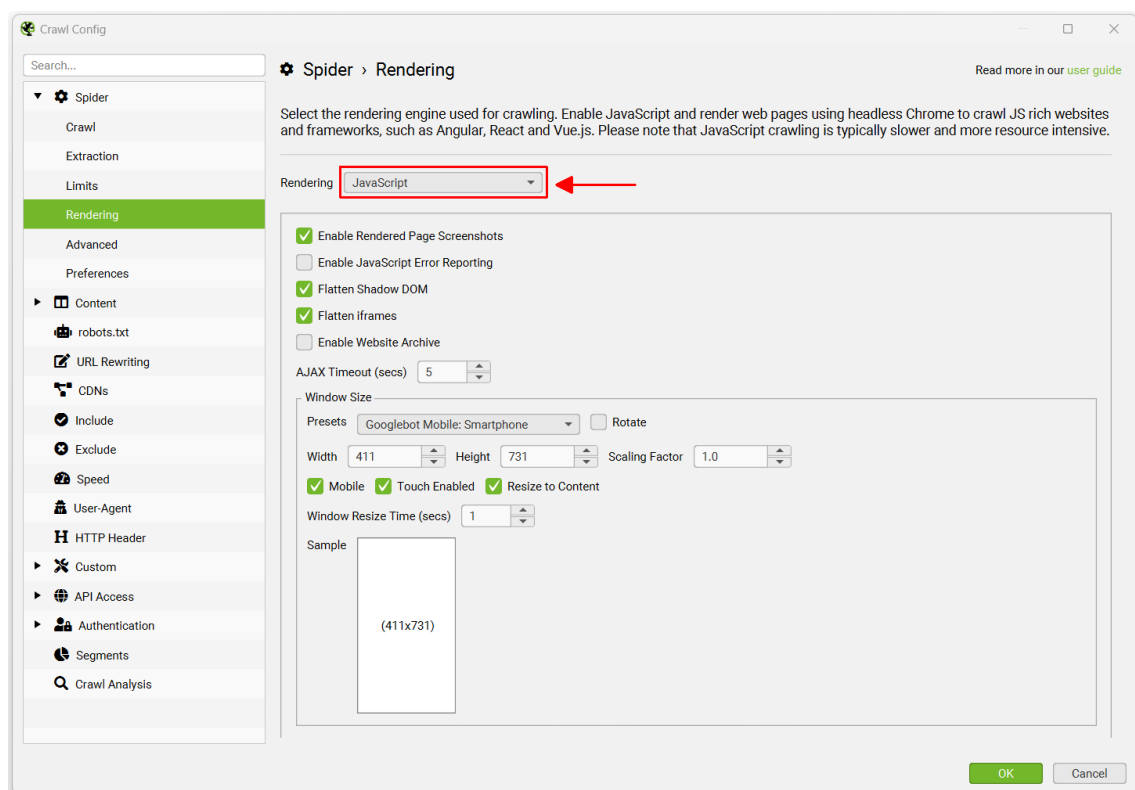 Crawl Config
Search...
Spider
Crawl
Extraction
Limits
Rendering
Advanced
Preferences
Content
robots.txt
URL Rewriting
CDNs
Include
Exclude
Speed
User-Agent
HTTP Header
Custom
API Access
Authentication
Segments
Crawl Analysis
Spider › Rendering
Read more in our user guide
Select the rendering engine used for crawling. Enable JavaScript and render web pages using headless Chrome to crawl JS rich websites
and frameworks, such as Angular, React and Vue.js. Please note that JavaScript crawling is typically slower and more resource intensive.
Rendering JavaScript
Enable Rendered Page Screenshots
Enable JavaScript Error Reporting
Flatten Shadow DOM
Flatten iframes
Enable Website Archive
AJAX Timeout (secs) 5
Window Size
Presets Googlebot Mobile: Smartphone Rotate
Width 411 Height 731 Scaling Factor 1.0
Mobile Touch Enabled Resize to Content
Window Resize Time (secs) 1
Sample
(411x731)
OK Cancel